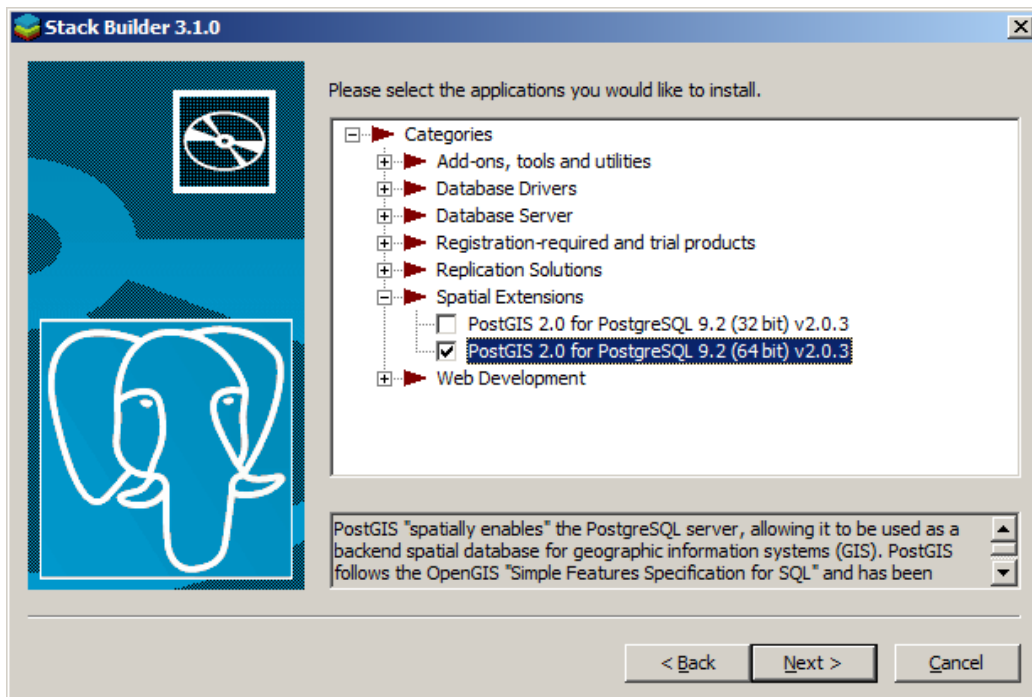 Stack Builder 3.1.0
Please select the applications you would like to install.
Categories
Add-ons, tools and utilities
Database Drivers
Database Server
Registration-required and trial products
Replication Solutions
Spatial Extensions
PostGIS 2.0 for PostgreSQL 9.2 (32 bit) v2.0.3
PostGIS 2.0 for PostgreSQL 9.2 (64 bit) v2.0.3
Web Development
PostGIS "spatially enables" the PostgreSQL server, allowing it to be used as a
backend spatial database for geographic information systems (GIS). PostGIS
follows the OpenGIS "Simple Features Specification for SQL" and has been
< Back Next > Cancel